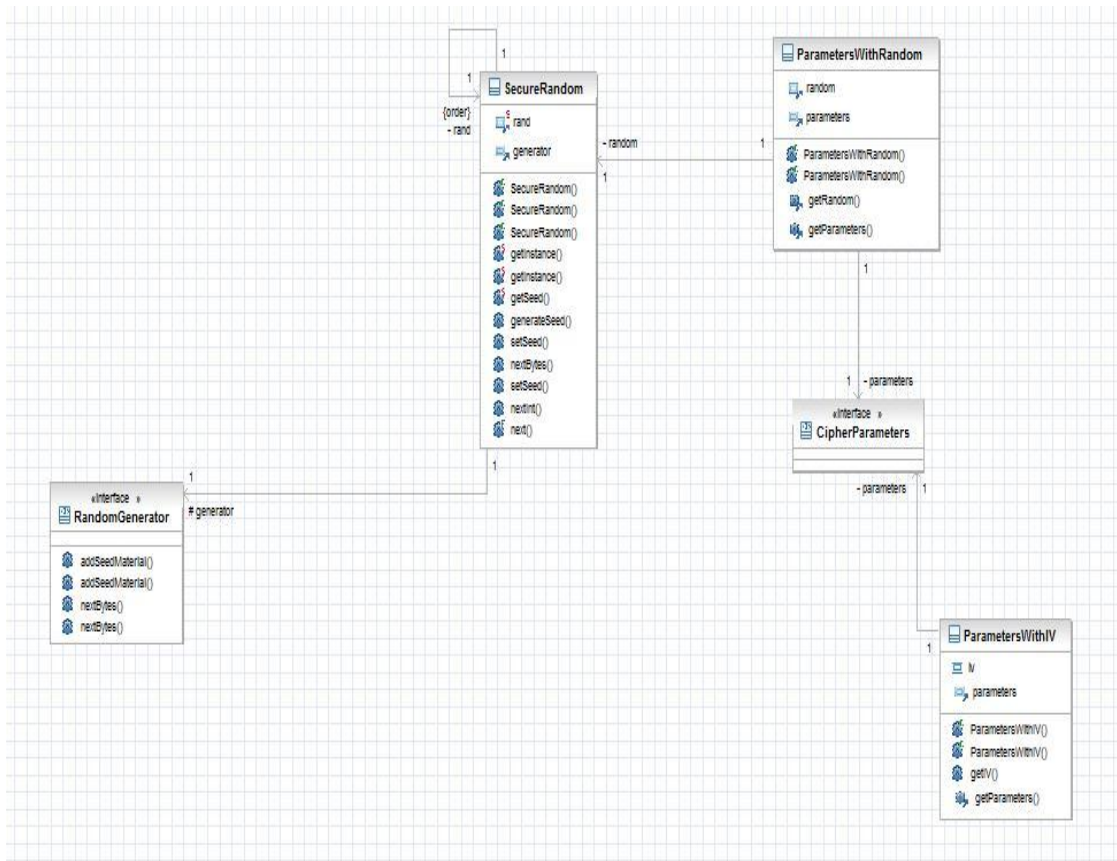 1
1
{order}
- rand
SecureRandom
rand
generator
SecureRandom()
SecureRandom()
SecureRandom()
getInstance()
getInstance()
getSeed()
generateSeed()
setSeed()
nextBytes()
setSeed()
nextInt()
next()
- random
1
1
ParametersWithRandom
random
parameters
ParametersWithRandom()
ParametersWithRandom()
getRandom()
getParameters()
1
1 - parameters
«interface »
CipherParameters
- parameters 1
1
1
# generator
«interface »
RandomGenerator
addSeedMaterial()
addSeedMaterial()
nextBytes()
nextBytes()
1
ParametersWithIV
iv
parameters
ParametersWithIV()
ParametersWithIV()
getIV()
getParameters()